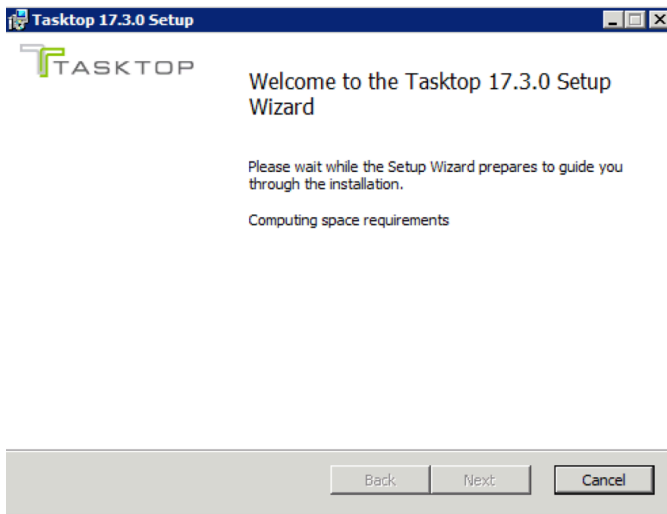 Tasktop 17.3.0 Setup
TASKTOP
Welcome to the Tasktop 17.3.0 Setup
Wizard
Please wait while the Setup Wizard prepares to guide you
through the installation.
Computing space requirements
Back
Next
Cancel